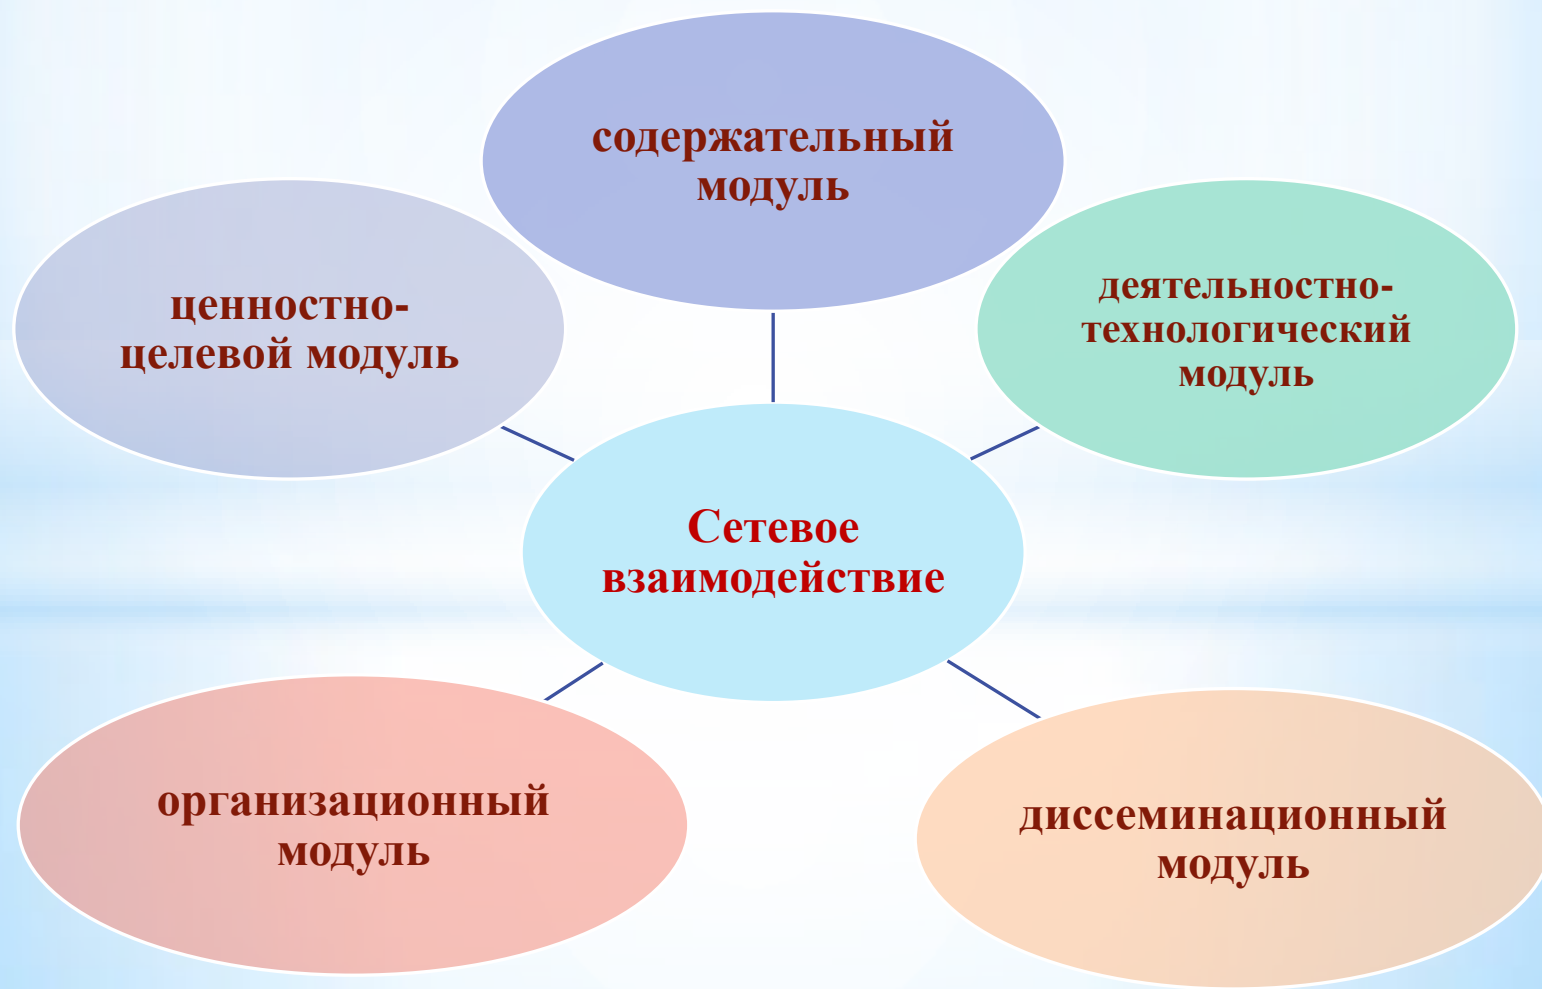 содержательный
модуль
ценностно-
целевой модуль
деятельностно-
технологический
модуль
Сетевое
взаимодействие
организационный
модуль
диссеминационный
модуль